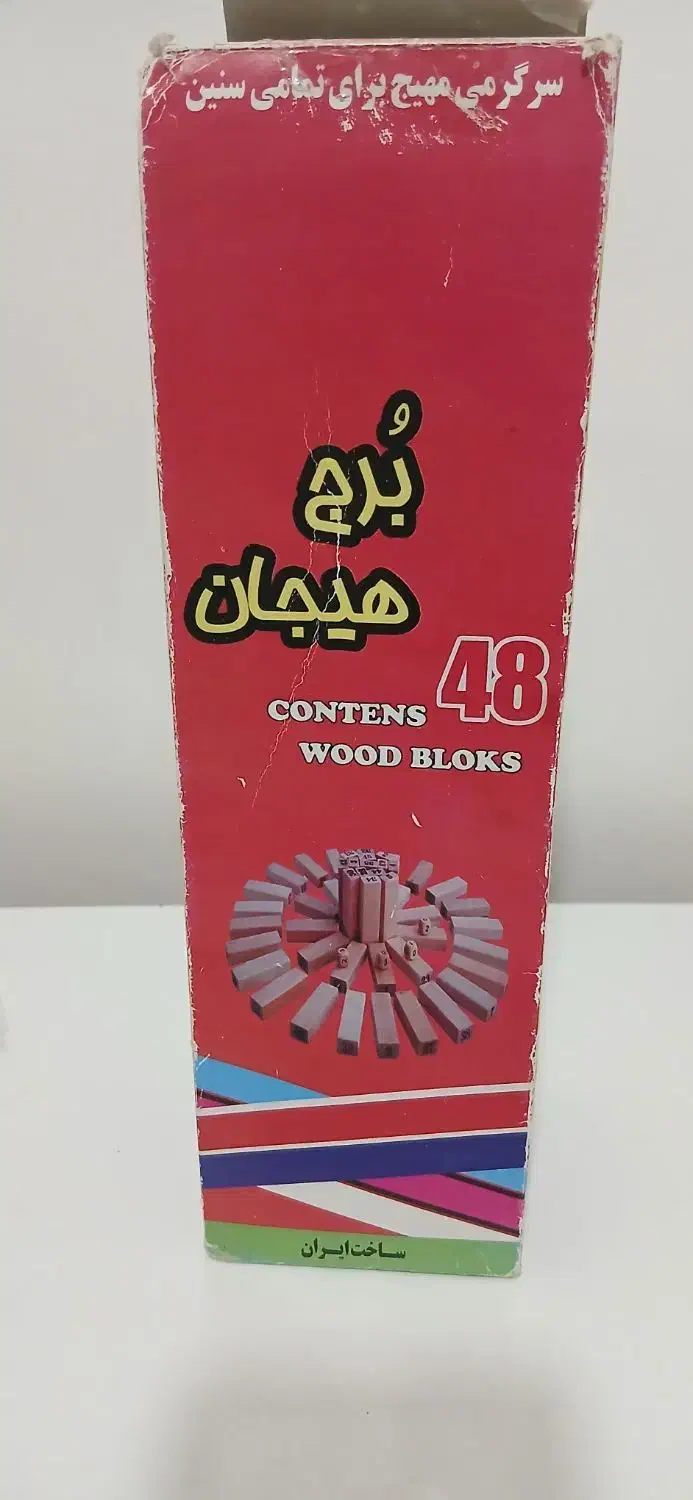 سرگرمی مهیج برای تمامی سنین
بُرج
هیجان
48
CONTENS
WOOD BLOKS
ساخت ایران